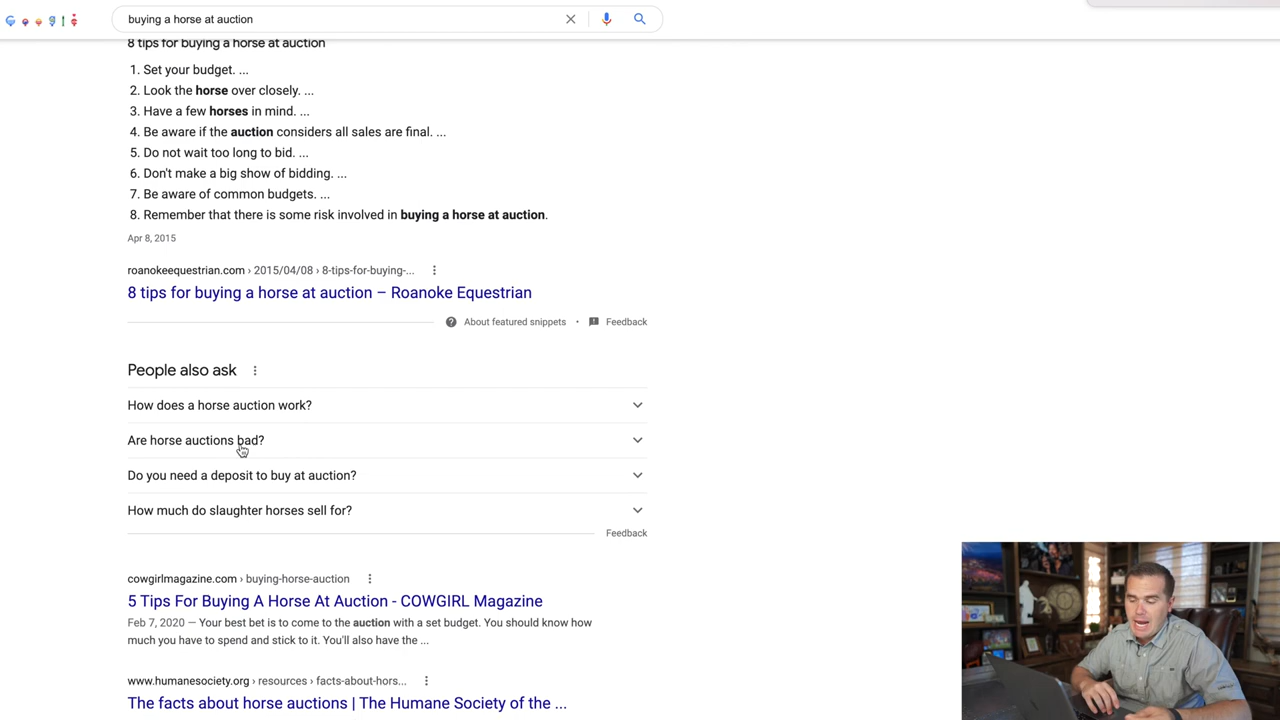 buying a horse at auction
8 tips for buying a horse at auction
1. Set your budget. ...
2. Look the horse over closely. ...
3. Have a few horses in mind. ...
4. Be aware if the auction considers all sales are final. ...
5. Do not wait too long to bid. ...
6. Don't make a big show of bidding. ...
7. Be aware of common budgets. ...
8. Remember that there is some risk involved in buying a horse at auction.
Apr 8, 2015
roanokeequestrian.com › 2015/04/08 › 8-tips-for-buying-...
8 tips for buying a horse at auction – Roanoke Equestrian
About featured snippets • Feedback
People also ask
How does a horse auction work?
Are horse auctions bad?
Do you need a deposit to buy at auction?
How much do slaughter horses sell for?
Feedback
cowgirlmagazine.com › buying-horse-auction
5 Tips For Buying A Horse At Auction - COWGIRL Magazine
Feb 7, 2020 — Your best bet is to come to the auction with a set budget. You should know how
much you have to spend and stick to it. You'll also have the ...
www.humanesociety.org › resources › facts-about-hors...
The facts about horse auctions | The Humane Society of the ...